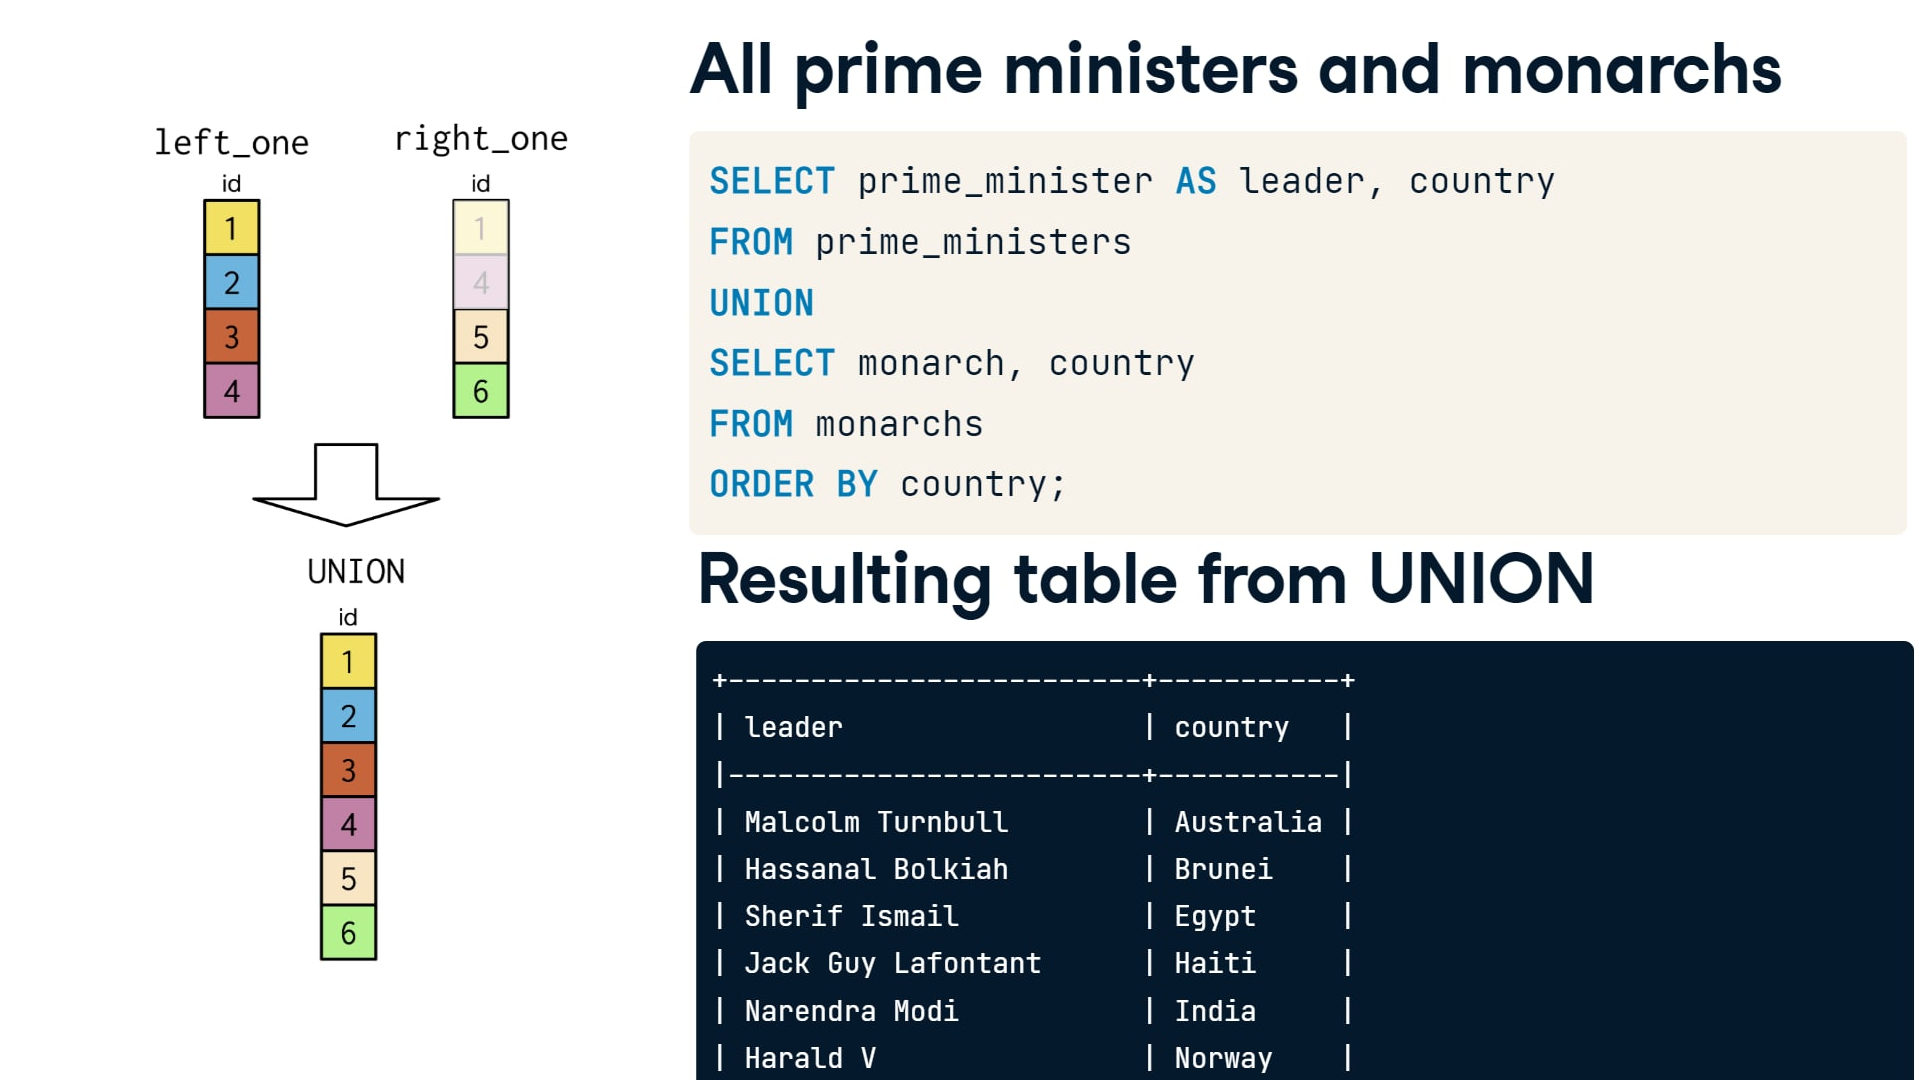 left_one
right_one
id
id
1
1
2
4
3
5
4
6
UNION
id
1
2
3
4
5
6
All prime ministers and monarchs
SELECT prime_minister AS leader, country
FROM prime_ministers
UNION
SELECT monarch, country
FROM monarchs
ORDER BY country;
Resulting table from UNION
+-------------------------+-----------+
| leader                  | country   |
|-------------------------+-----------|
| Malcolm Turnbull        | Australia |
| Hassanal Bolkiah        | Brunei    |
| Sherif Ismail           | Egypt     |
| Jack Guy Lafontant      | Haiti     |
| Narendra Modi           | India     |
| Harald V                | Norway    |